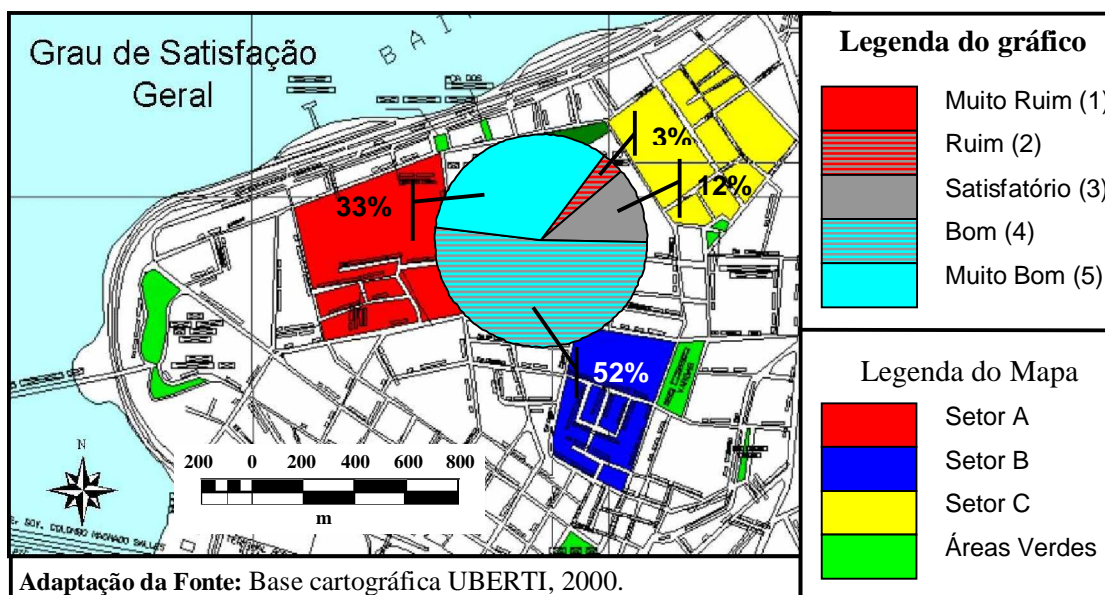 Grau de Satisfação
Geral
B A I
3%
12%
33%
52%
N
200 0 200 400 600 800
m
Adaptação da Fonte: Base cartográfica UBERTI, 2000.
Legenda do gráfico
Muito Ruim (1)
Ruim (2)
Satisfatório (3)
Bom (4)
Muito Bom (5)
Legenda do Mapa
Setor A
Setor B
Setor C
Áreas Verdes